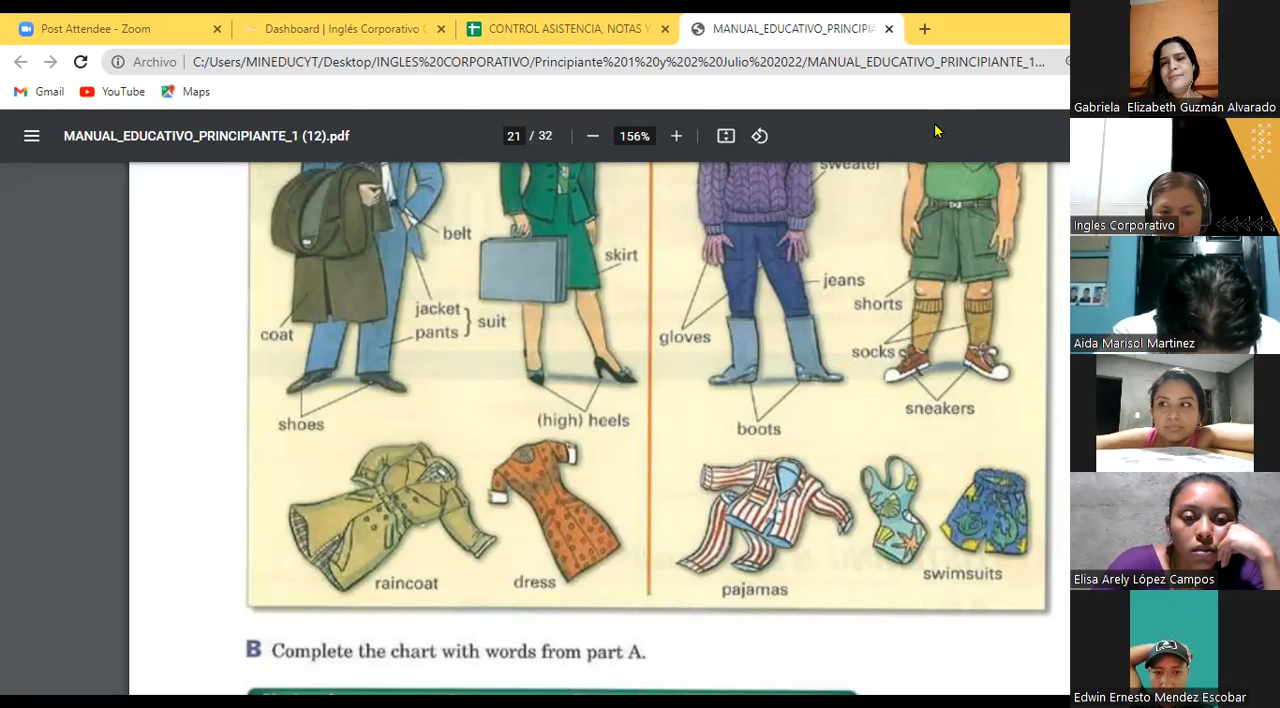 Post Attendee - Zoom
Dashboard | Inglés Corporativo
CONTROL ASISTENCIA, NOTAS Y
MANUAL_EDUCATIVO_PRINCIPIA
Archivo
C:/Users/MINEDUCYT/Desktop/INGLES%20CORPORATIVO/Principiante%201%20y%202%20Julio%202022/MANUAL_EDUCATIVO_PRINCIPIANTE_1...
Gmail
YouTube
Maps
MANUAL_EDUCATIVO_PRINCIPIANTE_1 (12).pdf
21 / 32
156%
sweater
belt
skirt
jacket
pants
suit
coat
shoes
(high) heels
jeans
shorts
gloves
socks
sneakers
boots
raincoat
dress
pajamas
swimsuits
B Complete the chart with words from part A.
Gabriela Elizabeth Guzmán Alvarado
Ingles Corporativo
Aida Marisol Martinez
Elisa Arely López Campos
Edwin Ernesto Mendez Escobar